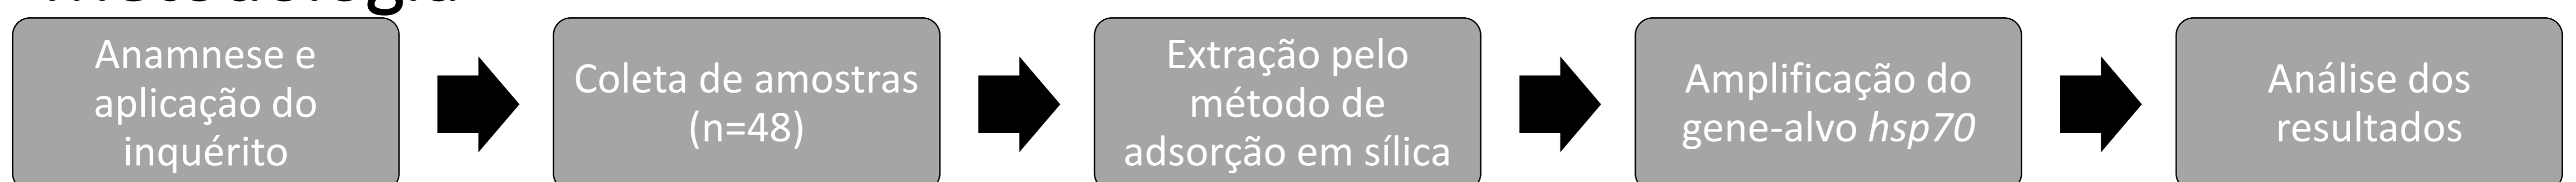 Anamnese e
aplicação do
inquérito
Coleta de amostras
(n=48)
Extração pelo
método de
adsorção em sílica
Amplificação do
gene-alvo hsp70
Análise dos
resultados